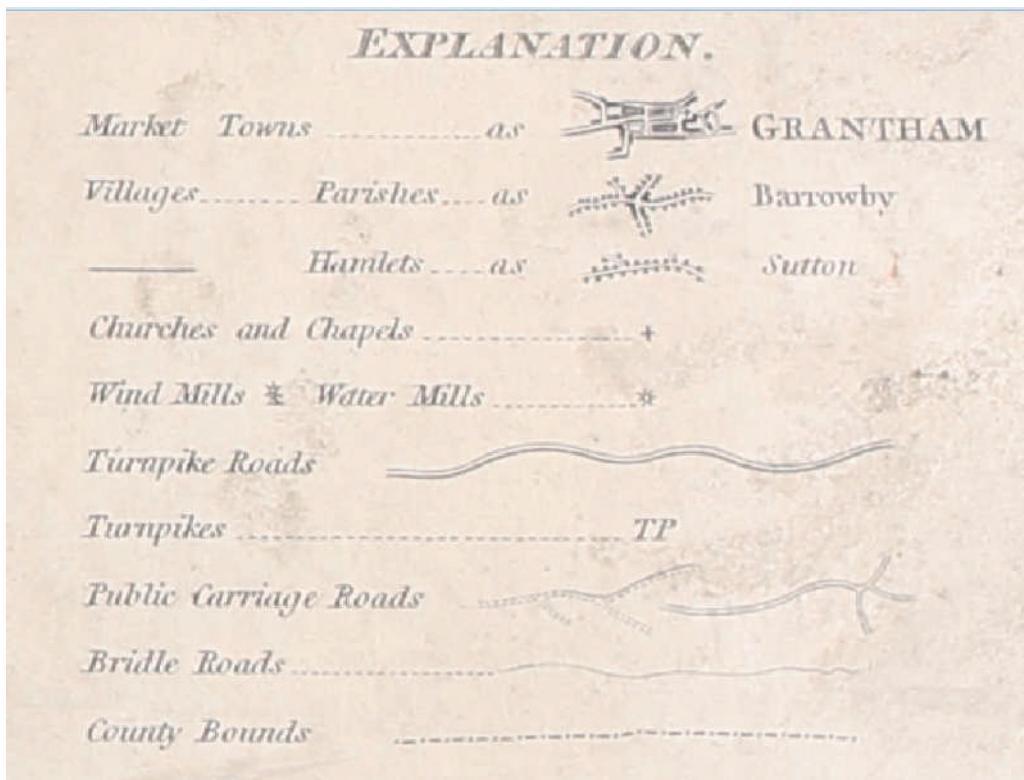 EXPLANATION.
Market Towns as GRANTHAM
Villages Parishes as Barrowby
Hamlets as Sutton
Churches and Chapels
Wind Mills Water Mills
Turnpike Roads
Turnpikes TP
Public Carriage Roads
Bridle Roads
County Bounds